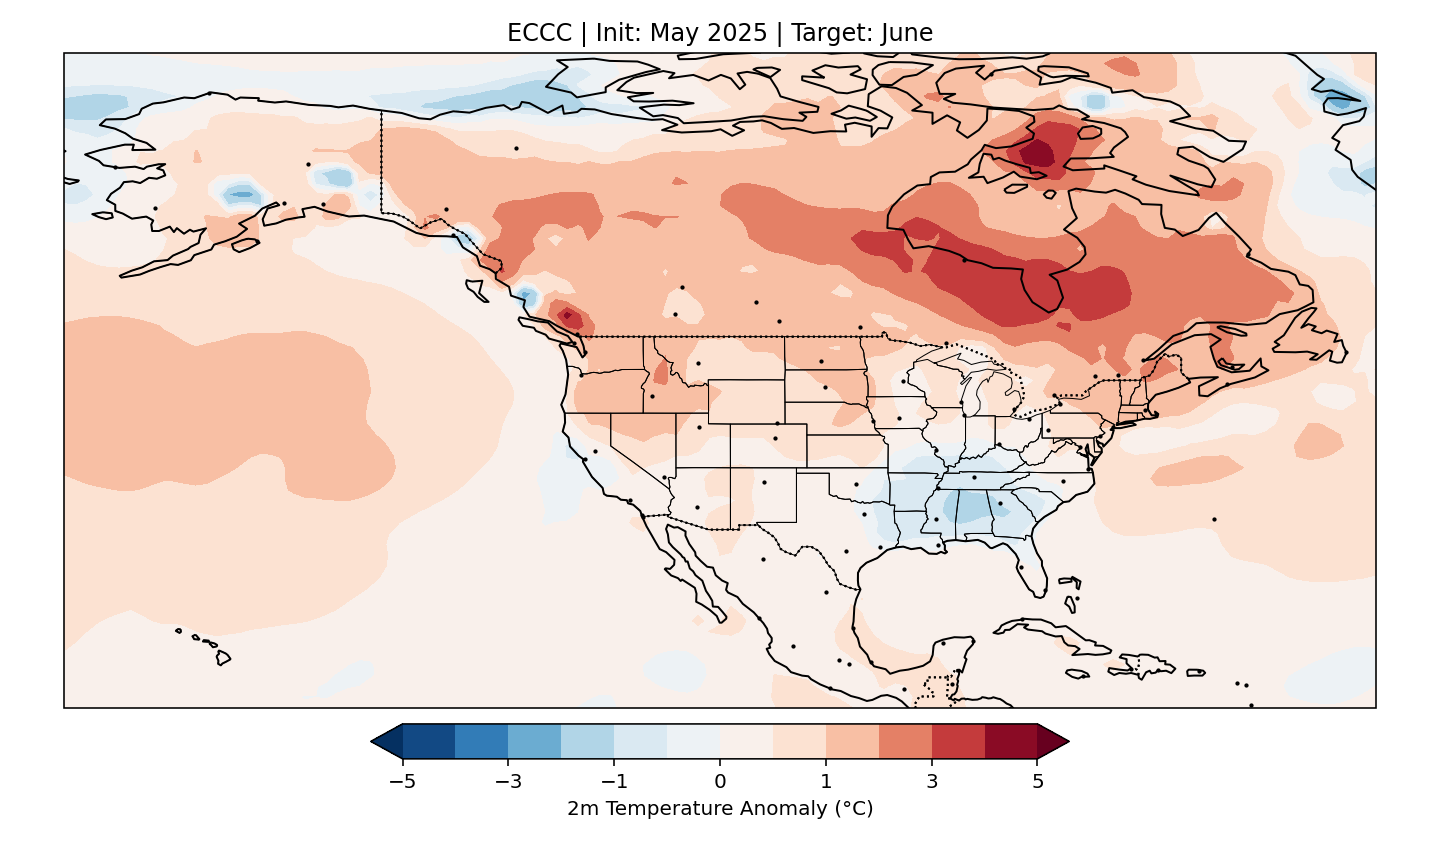 ECCC | Init: May 2025 | Target: June
−5 −3 −1 0 1 3 5
2m Temperature Anomaly (°C)